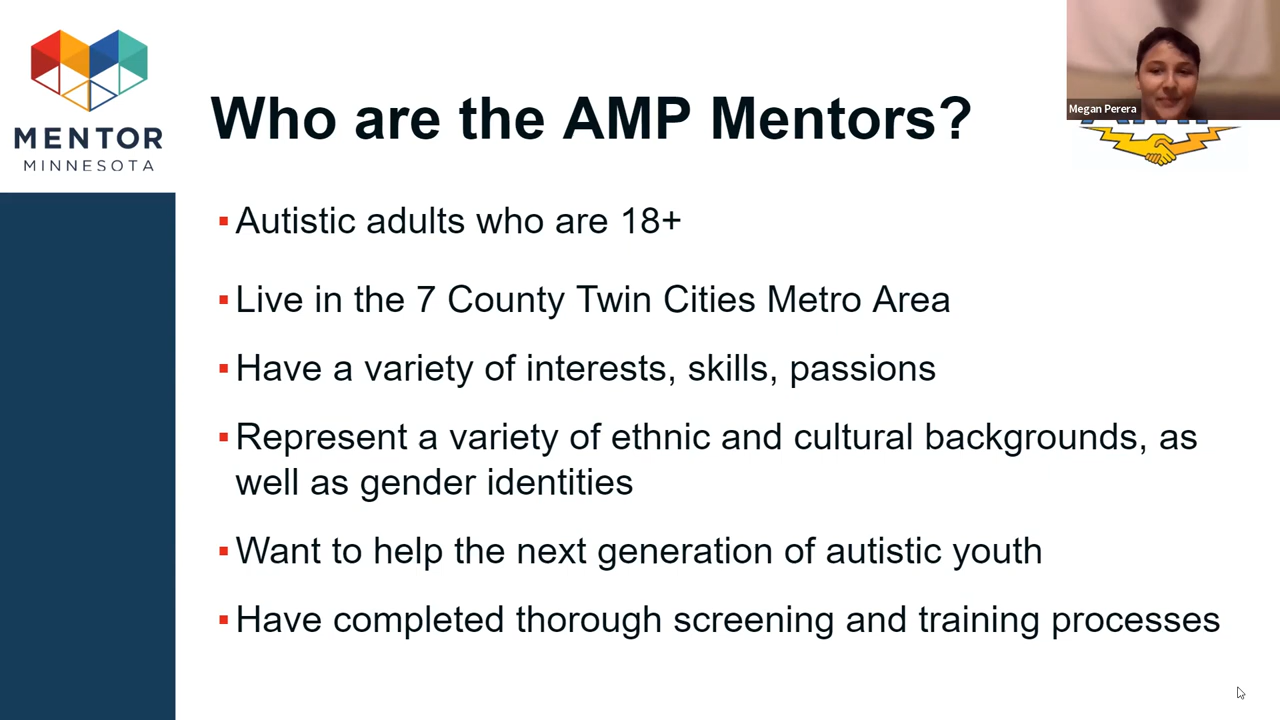 MENTOR
MINNESOTA
Who are the AMP Mentors?
Megan Perera
▪Autistic adults who are 18+
▪Live in the 7 County Twin Cities Metro Area
▪Have a variety of interests, skills, passions
▪Represent a variety of ethnic and cultural backgrounds, as
well as gender identities
▪Want to help the next generation of autistic youth
▪Have completed thorough screening and training processes